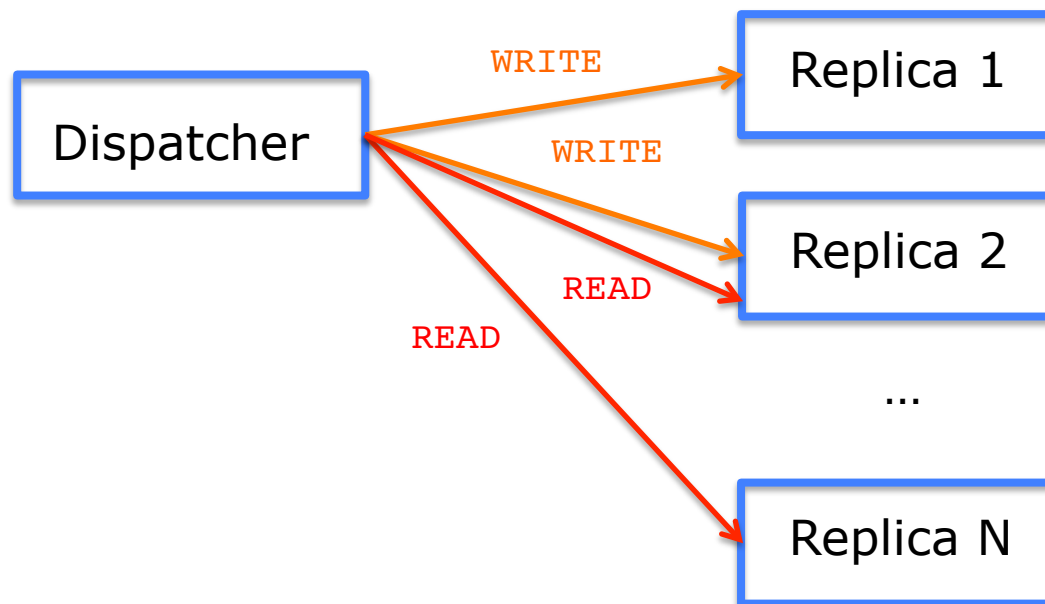 WRITE
Replica 1
Dispatcher
WRITE
Replica 2
READ
READ
...
Replica N